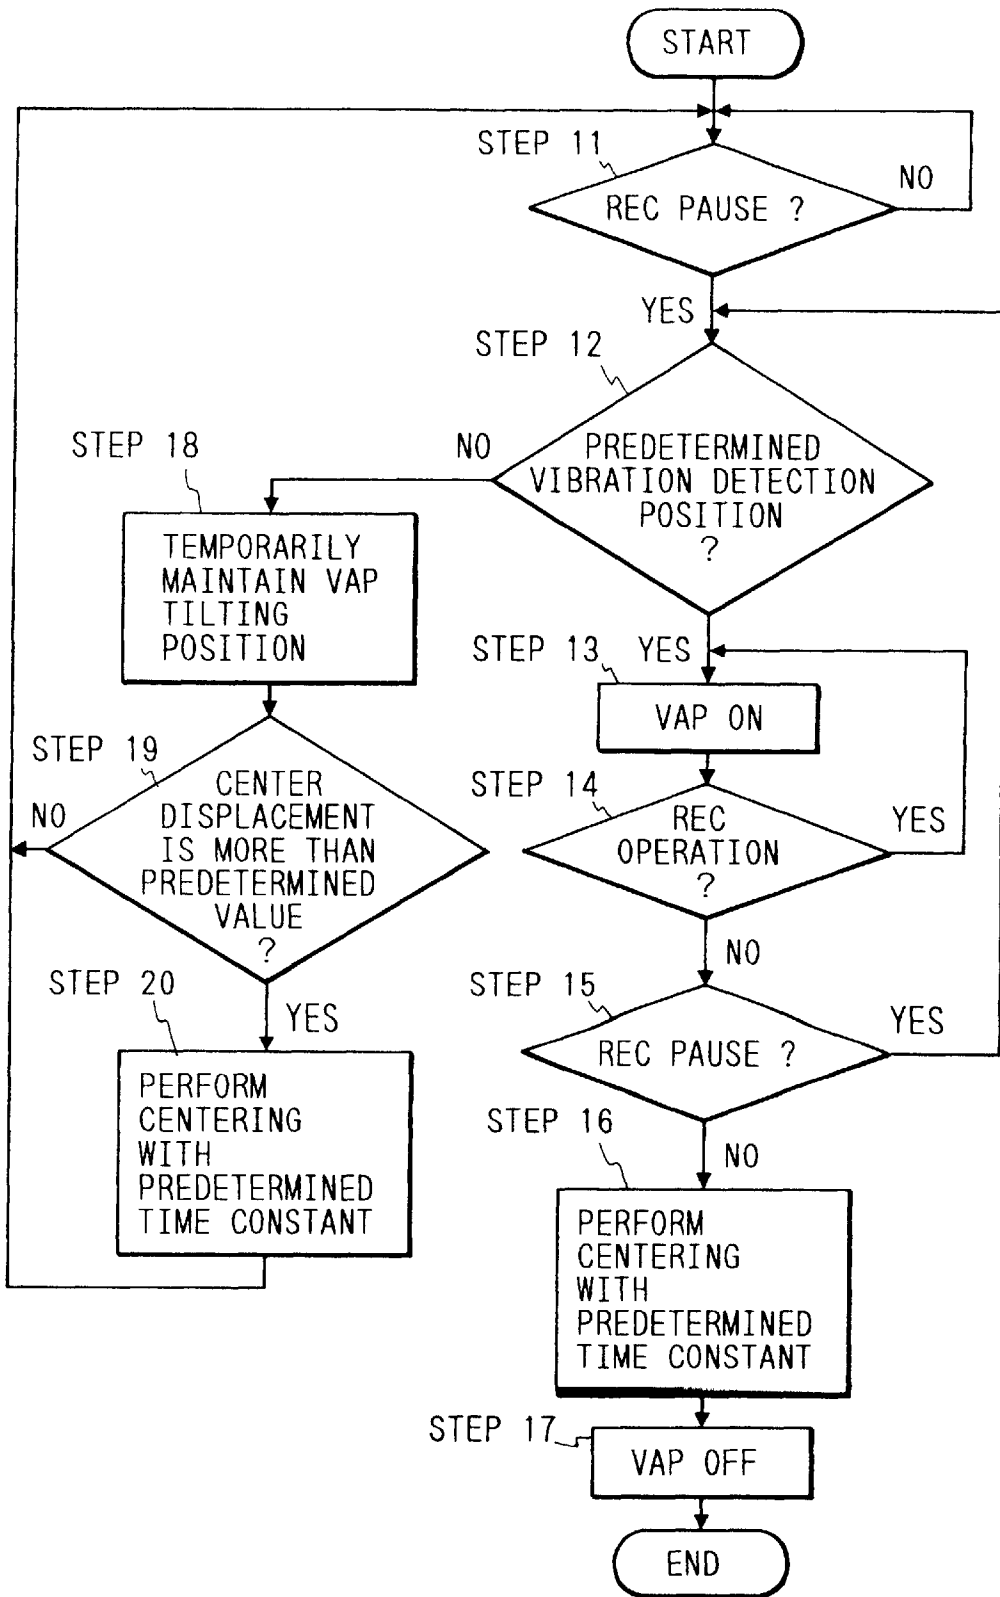 START
STEP 11
REC PAUSE ?
NO
YES
STEP 12
PREDETERMINED
VIBRATION DETECTION
POSITION
?
NO
STEP 18
TEMPORARILY
MAINTAIN VAP
TILTING
POSITION
YES
STEP 13
VAP ON
STEP 19
CENTER
DISPLACEMENT
IS MORE THAN
PREDETERMINED
VALUE
?
NO
STEP 14
REC
OPERATION
?
YES
NO
STEP 20
YES
STEP 15
REC PAUSE ?
YES
PERFORM
CENTERING
WITH
PREDETERMINED
TIME CONSTANT
STEP 16
NO
PERFORM
CENTERING
WITH
PREDETERMINED
TIME CONSTANT
STEP 17
VAP OFF
END